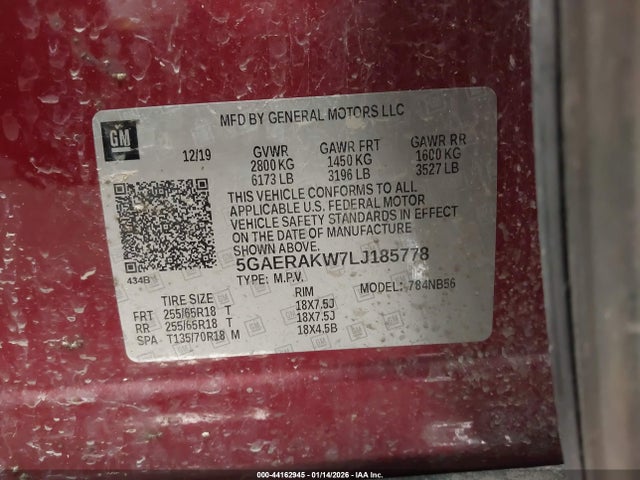 MFD BY GENERAL MOTORS LLC
GM
12/19 GVWR GAWR FRT GAWR RR
2800 KG 1450 KG 1600 KG
6173 LB 3196 LB 3527 LB
THIS VEHICLE CONFORMS TO ALL
APPLICABLE U.S. FEDERAL MOTOR
VEHICLE SAFETY STANDARDS IN EFFECT
ON THE DATE OF MANUFACTURE
SHOWN ABOVE.
434B
5GAERAKW7LJ185778
TYPE: M.P.V. MODEL: 784NB56
TIRE SIZE RIM
FRT 255/65R18 T 18X7.5J
RR 255/65R18 T 18X7.5J
SPA T135/70R18 M 18X4.5B
000-44162945 - 01/14/2026 - IAA Inc.